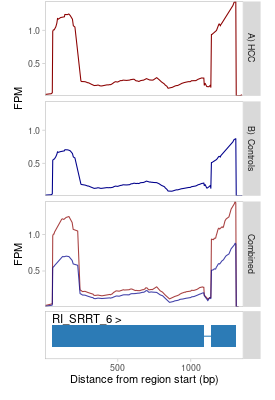 1.0
0.5
A) HCC
FPM
1.0
0.5
B) Controls
1.0
0.5
Combined
FPM
RI_SRRT_6 >
500
1000
Distance from region start (bp)